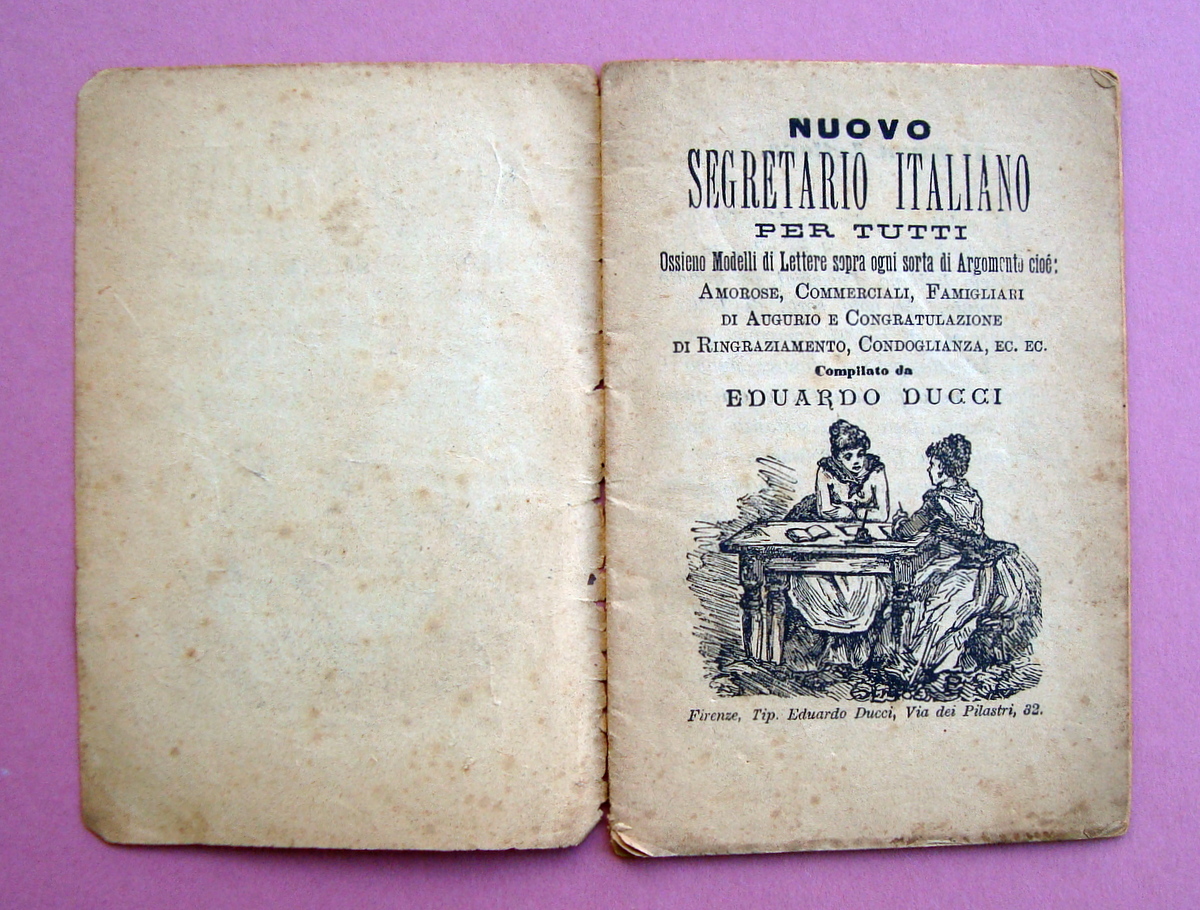 NUOVO
SEGRETARIO ITALIANO
PER TUTTI
Ossieno Modelli di Lettere sopra ogni sorta di Argomento cioé:
AMOROSE, COMMERCIALI, FAMIGLIARI
DI AUGURIO E CONGRATULAZIONE
DI RINGRAZIAMENTO, CONDOGLIANZA, EC. EC.
Compilato da
EDUARDO DUCCI
Firenze, Tip. Eduardo Ducci, Via dei Pilastri, 32.